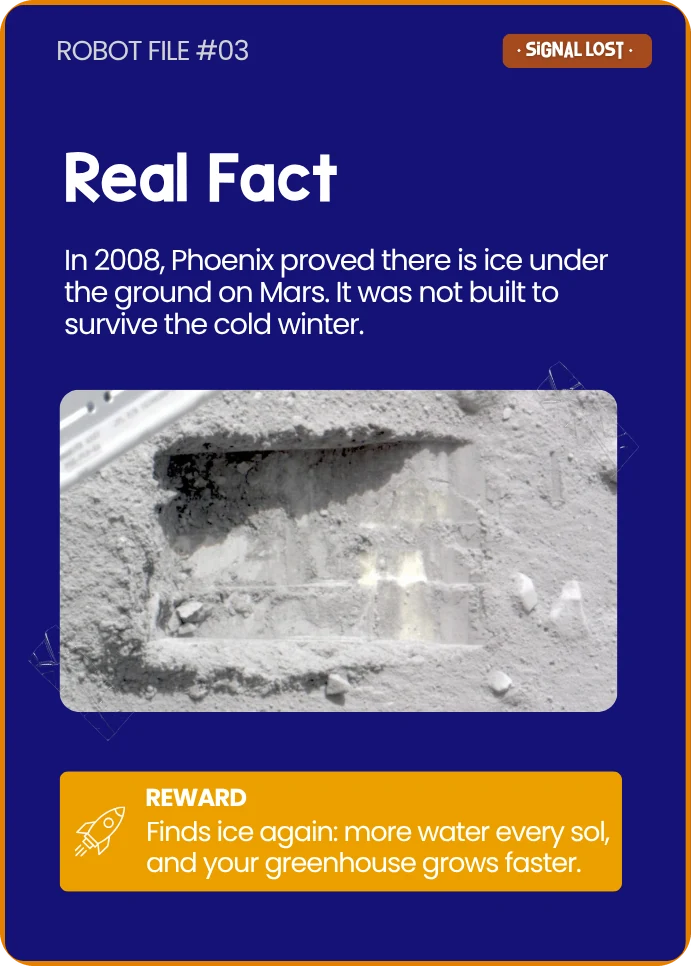 ROBOT FILE #03
· SIGNAL LOST ·
Real Fact
In 2008, Phoenix proved there is ice under
the ground on Mars. It was not built to
survive the cold winter.
REWARD
Finds ice again: more water every sol,
and your greenhouse grows faster.